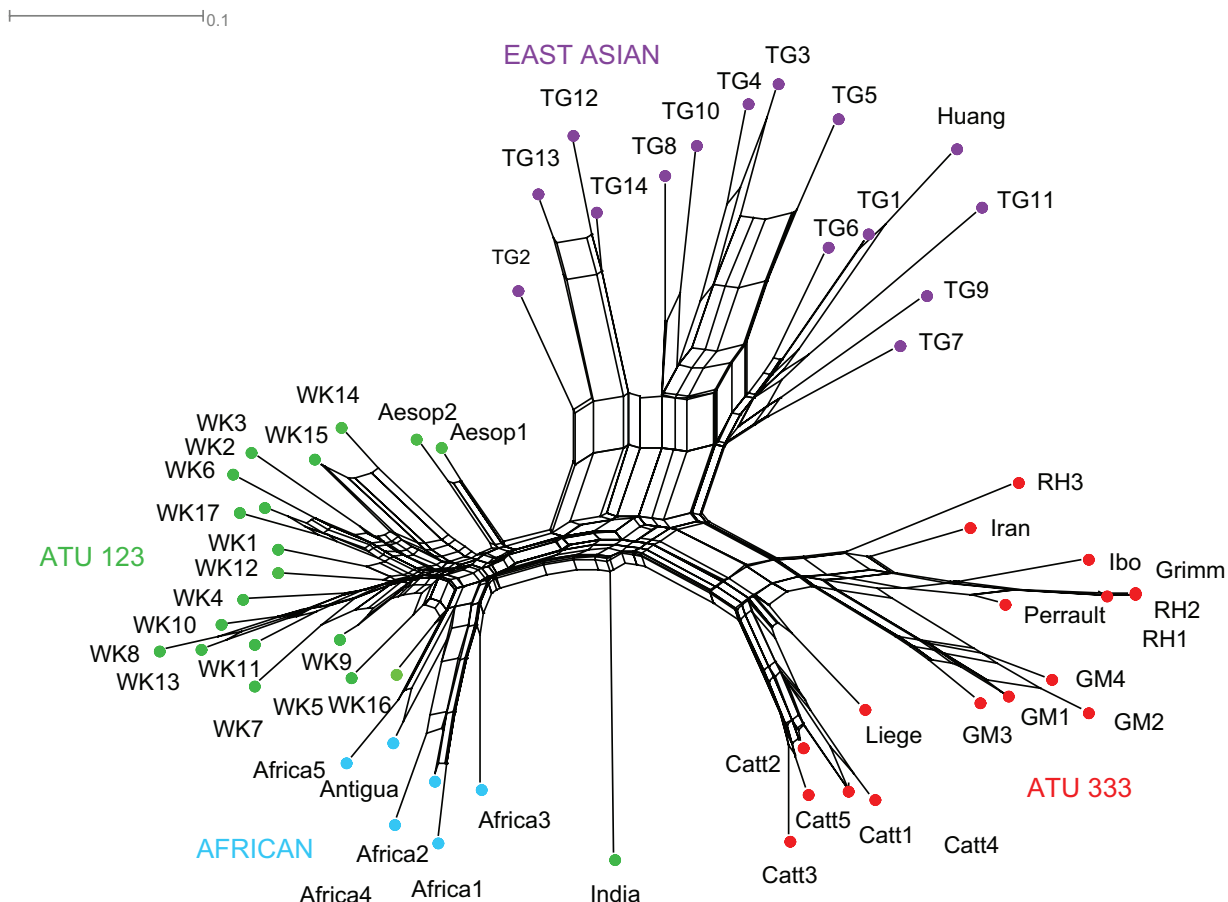 0.1
EAST ASIAN
TG3
TG4
TG12
TG10
TG5
Huang
TG13
TG8
TG14
TG1
TG11
TG6
TG2
TG9
TG7
WK14
WK3
Aesop2
WK15
Aesop1
WK2
WK6
RH3
WK17
Iran
WK1
ATU 123
Ibo
Grimm
WK12
WK4
Perrault
RH2
WK10
RH1
WK8
WK11
WK9
WK13
GM4
WK5
WK16
WK7
GM1
GM2
Liege
GM3
Africa5
Catt2
Antigua
ATU 333
Africa3
Catt5
Catt1
AFRICAN
Africa2
Catt4
Catt3
Africa4
Africa1
India